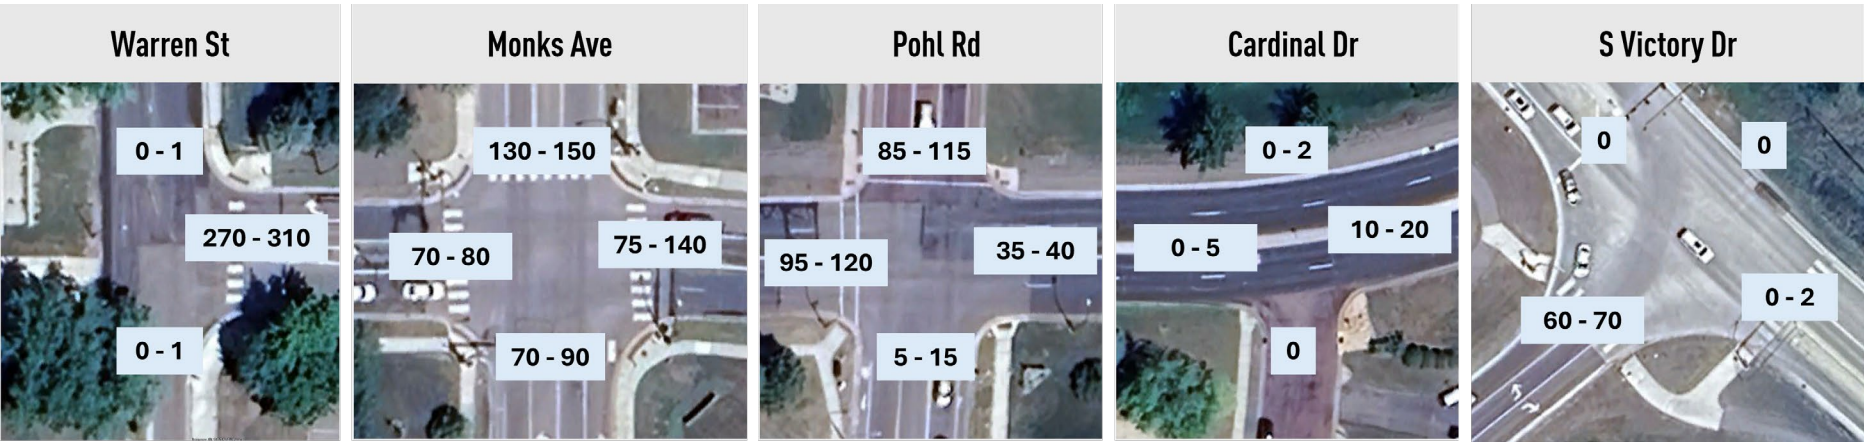 Warren St
0 - 1
270 - 310
0 - 1
Monks Ave
130 - 150
70 - 80
75 - 140
70 - 90
Pohl Rd
85 - 115
95 - 120
35 - 40
5 - 15
Cardinal Dr
0 - 2
0 - 5
10 - 20
0
S Victory Dr
0
0
0 - 2
60 - 70